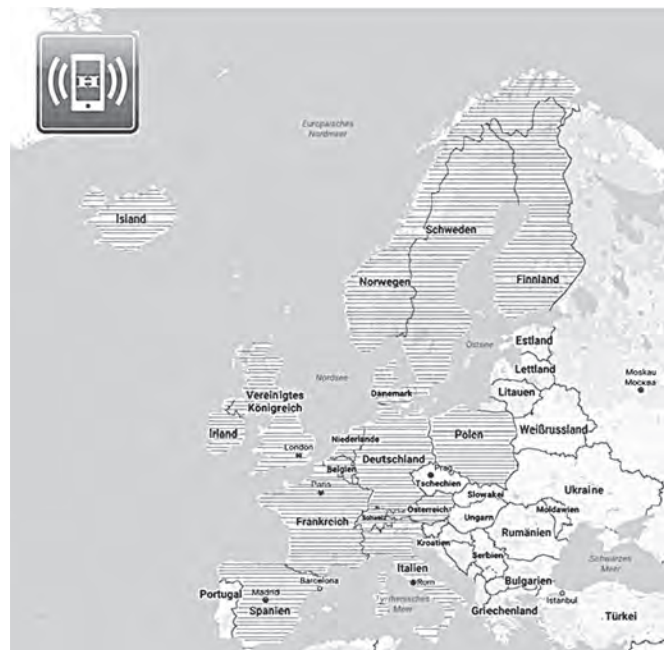 Europäisches
Nordmeer
Island
Schweden
Norwegen
Finnland
Estland
Ostsee
Lettland
Moskau
Москва
Nordsee
Dänemark
Litauen
Vereinigtes
Königreich
Weißrussland
Irland
Niederlande
Polen
London
Deutschland
Belgien
Prag
Paris
Tschechien
Ukraine
Slowakei
Österreich
Moldawien
Frankreich
Schweiz
Ungarn
Rumänien
Kroatien
Serbien
Schwarzes
Meer
Italien
Bulgarien
Barcelona
Rom
Portugal
Madrid
Istanbul
Spanien
Meer
Griechenland
Türkei